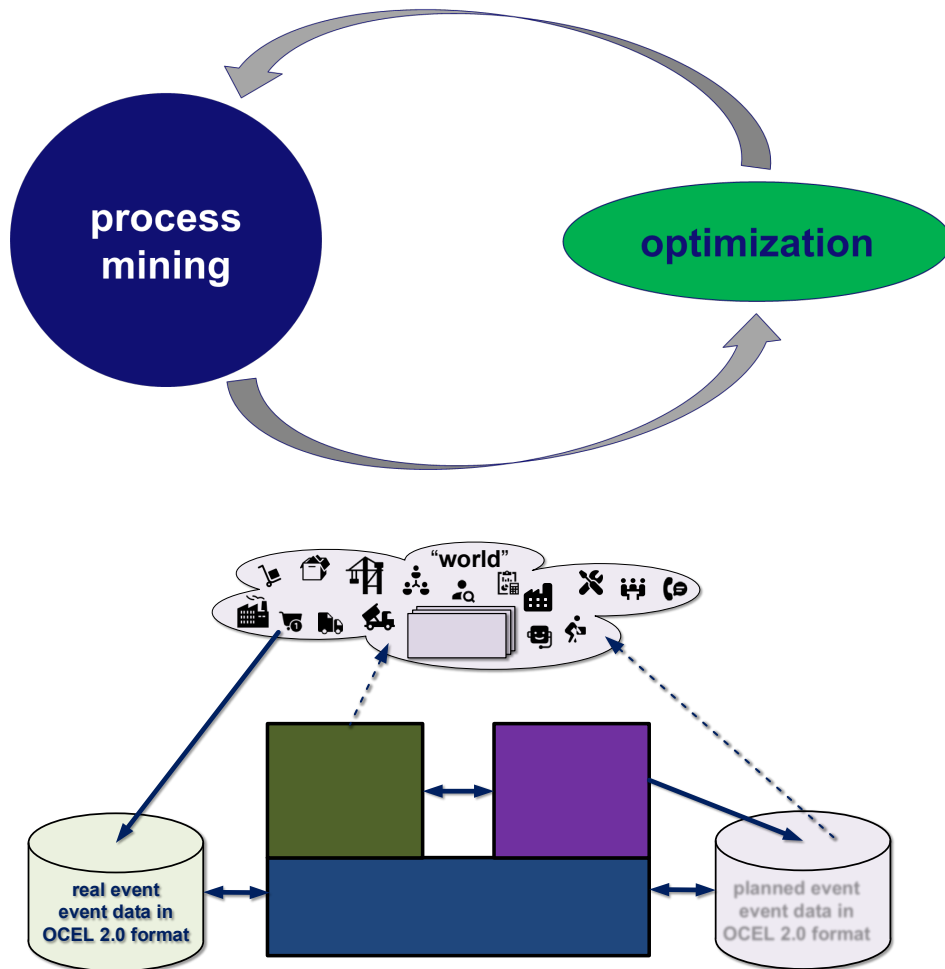 process
mining
optimization
“world”
1
real event
event data in
OCEL 2.0 format
planned event
event data in
OCEL 2.0 format